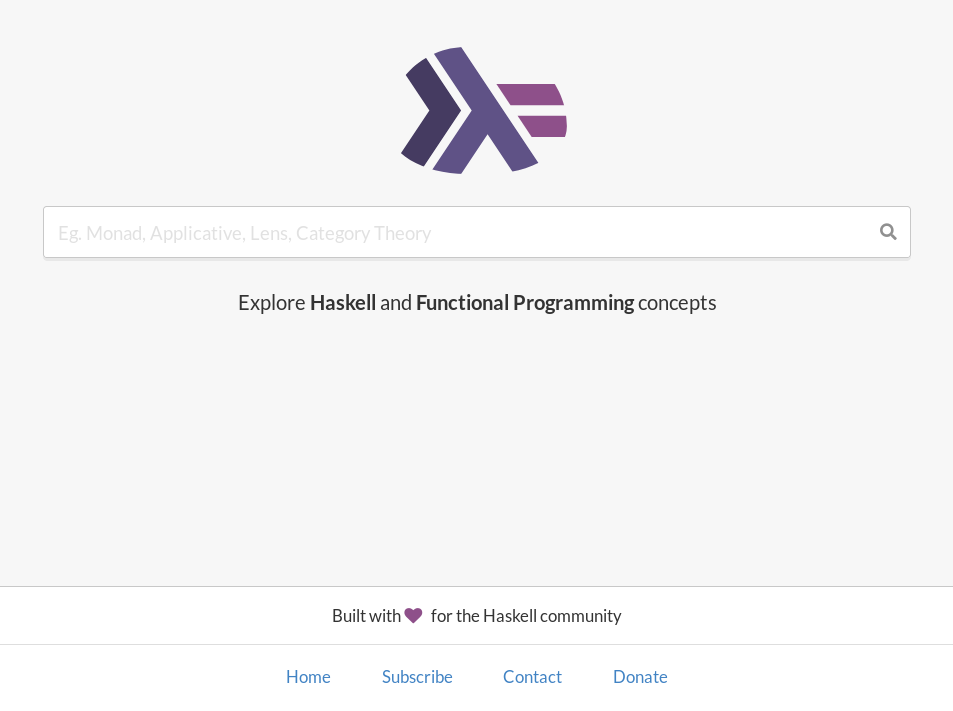 Eg. Monad, Applicative, Lens, Category Theory
Explore Haskell and Functional Programming concepts
Built with for the Haskell community
Home Subscribe Contact Donate